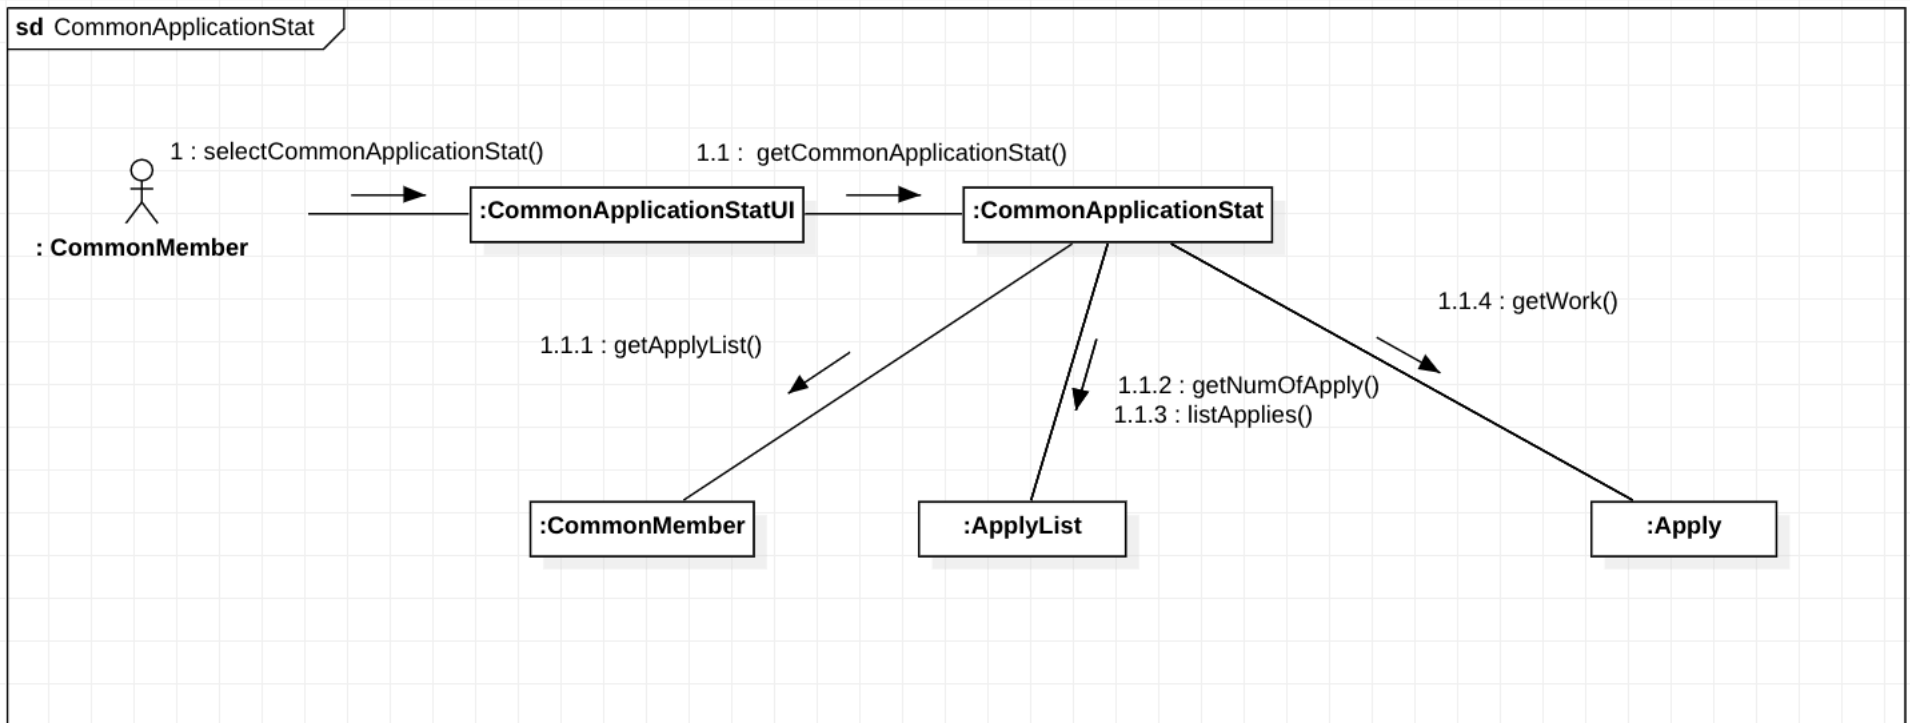 sd CommonApplicationStat
1 : selectCommonApplicationStat()
1.1 : getCommonApplicationStat()
:CommonApplicationStatUI
:CommonApplicationStat
: CommonMember
1.1.4 : getWork()
1.1.1 : getApplyList()
1.1.2 : getNumOfApply()
1.1.3 : listApplies()
:CommonMember
:ApplyList
:Apply